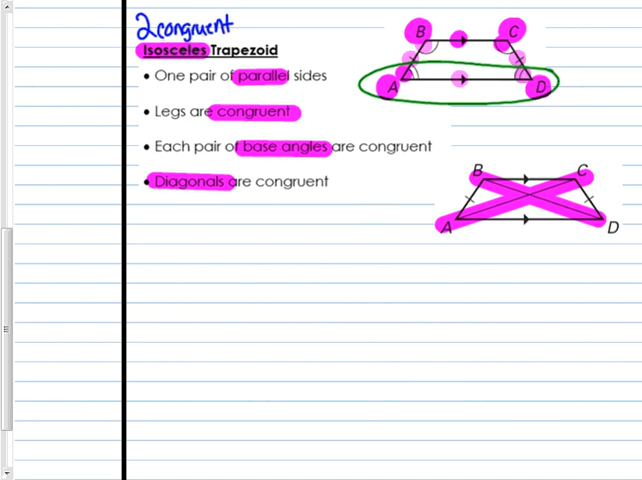 2 congruent
Isosceles Trapezoid
• One pair of parallel sides
• Legs are congruent
• Each pair of base angles are congruent
• Diagonals are congruent
B C
A D
B C
A D